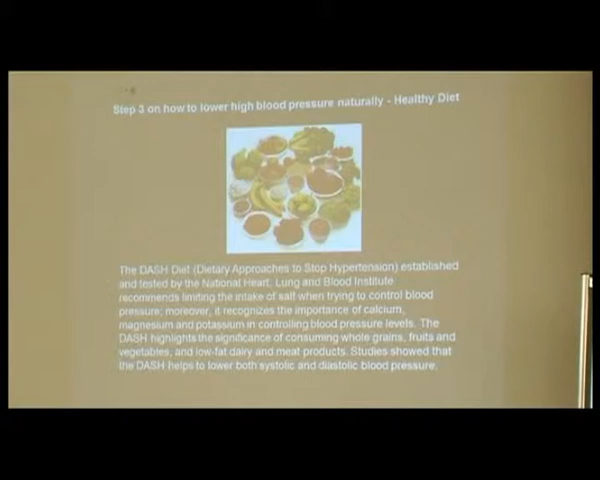 Step 3 on how to lower high blood pressure naturally - Healthy Diet
The DASH Diet (Dietary Approaches to Stop Hypertension) established
and tested by the National Heart, Lung and Blood Institute
recommends limiting the intake of salt when trying to control blood
pressure; moreover, it recognizes the importance of calcium,
magnesium and potassium in controlling blood pressure levels. The
DASH highlights the significance of consuming whole grains, fruits and
vegetables, and low-fat dairy and meat products. Studies showed that
the DASH helps to lower both systolic and diastolic blood pressure.